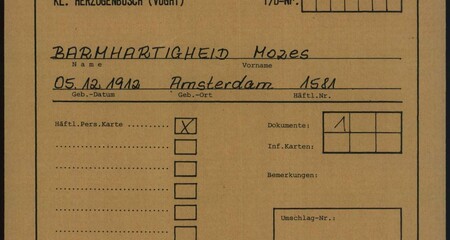 KL. HERZOGENBUSCH (VUGHT) T/D-Nr.
BARMHARTIGHEID Mozes
Name Vorname
05.12.1912 Amsterdam 1581
Geb.-Datum Geb.-Ort Häftl.Nr.
Häftl.Pers.Karte .......... X Dokumente: 1
Inf.Karten:
Bemerkungen:
Umschlag-Nr.: